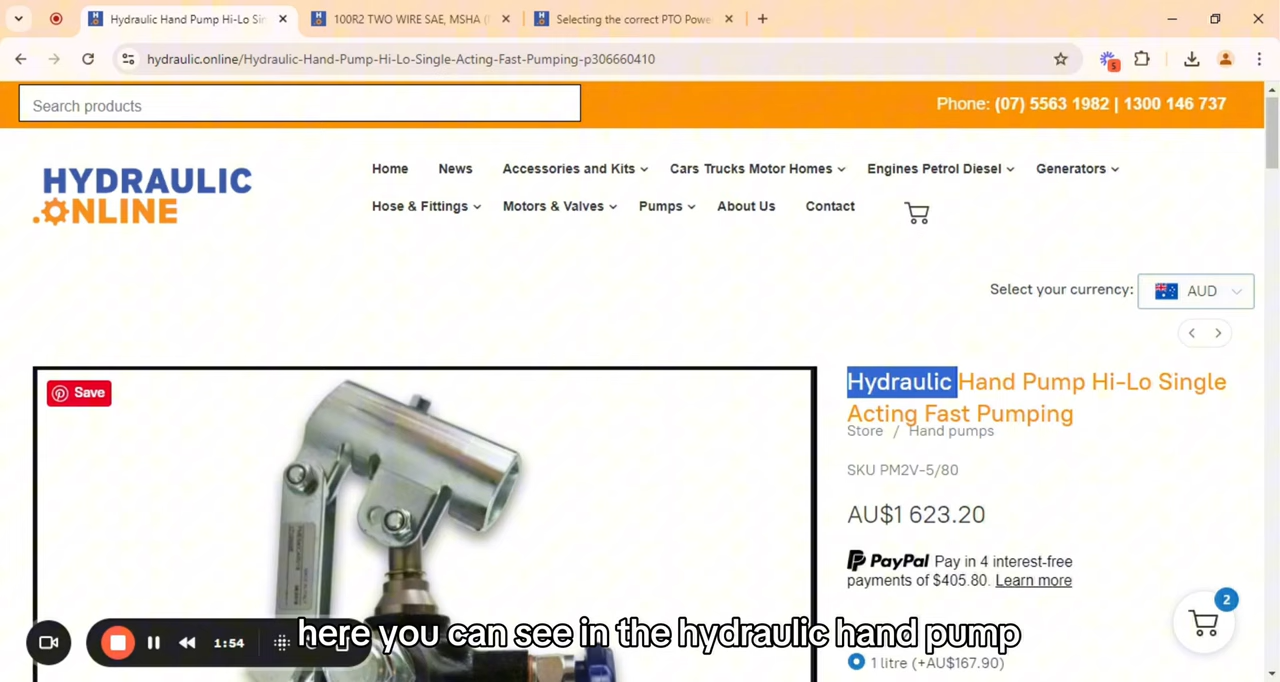 Hydraulic Hand Pump Hi-Lo Sin
100R2 TWO WIRE SAE, MSHA (
Selecting the correct PTO Powe
hydraulic.online/Hydraulic-Hand-Pump-Hi-Lo-Single-Acting-Fast-Pumping-p306660410
5
Search products
Phone: (07) 5563 1982 | 1300 146 737
HYDRAULIC
.ONLINE
Home News Accessories and Kits Cars Trucks Motor Homes Engines Petrol Diesel Generators
Hose & Fittings Motors & Valves Pumps About Us Contact
Select your currency: AUD
Save
Hydraulic Hand Pump Hi-Lo Single
Acting Fast Pumping
Store / Hand pumps
SKU PM2V-5/80
AU$1 623.20
PayPal Pay in 4 interest-free
payments of $405.80. Learn more
2
1:54
here you can see in the hydraulic hand pump
1 litre (+AU$167.90)